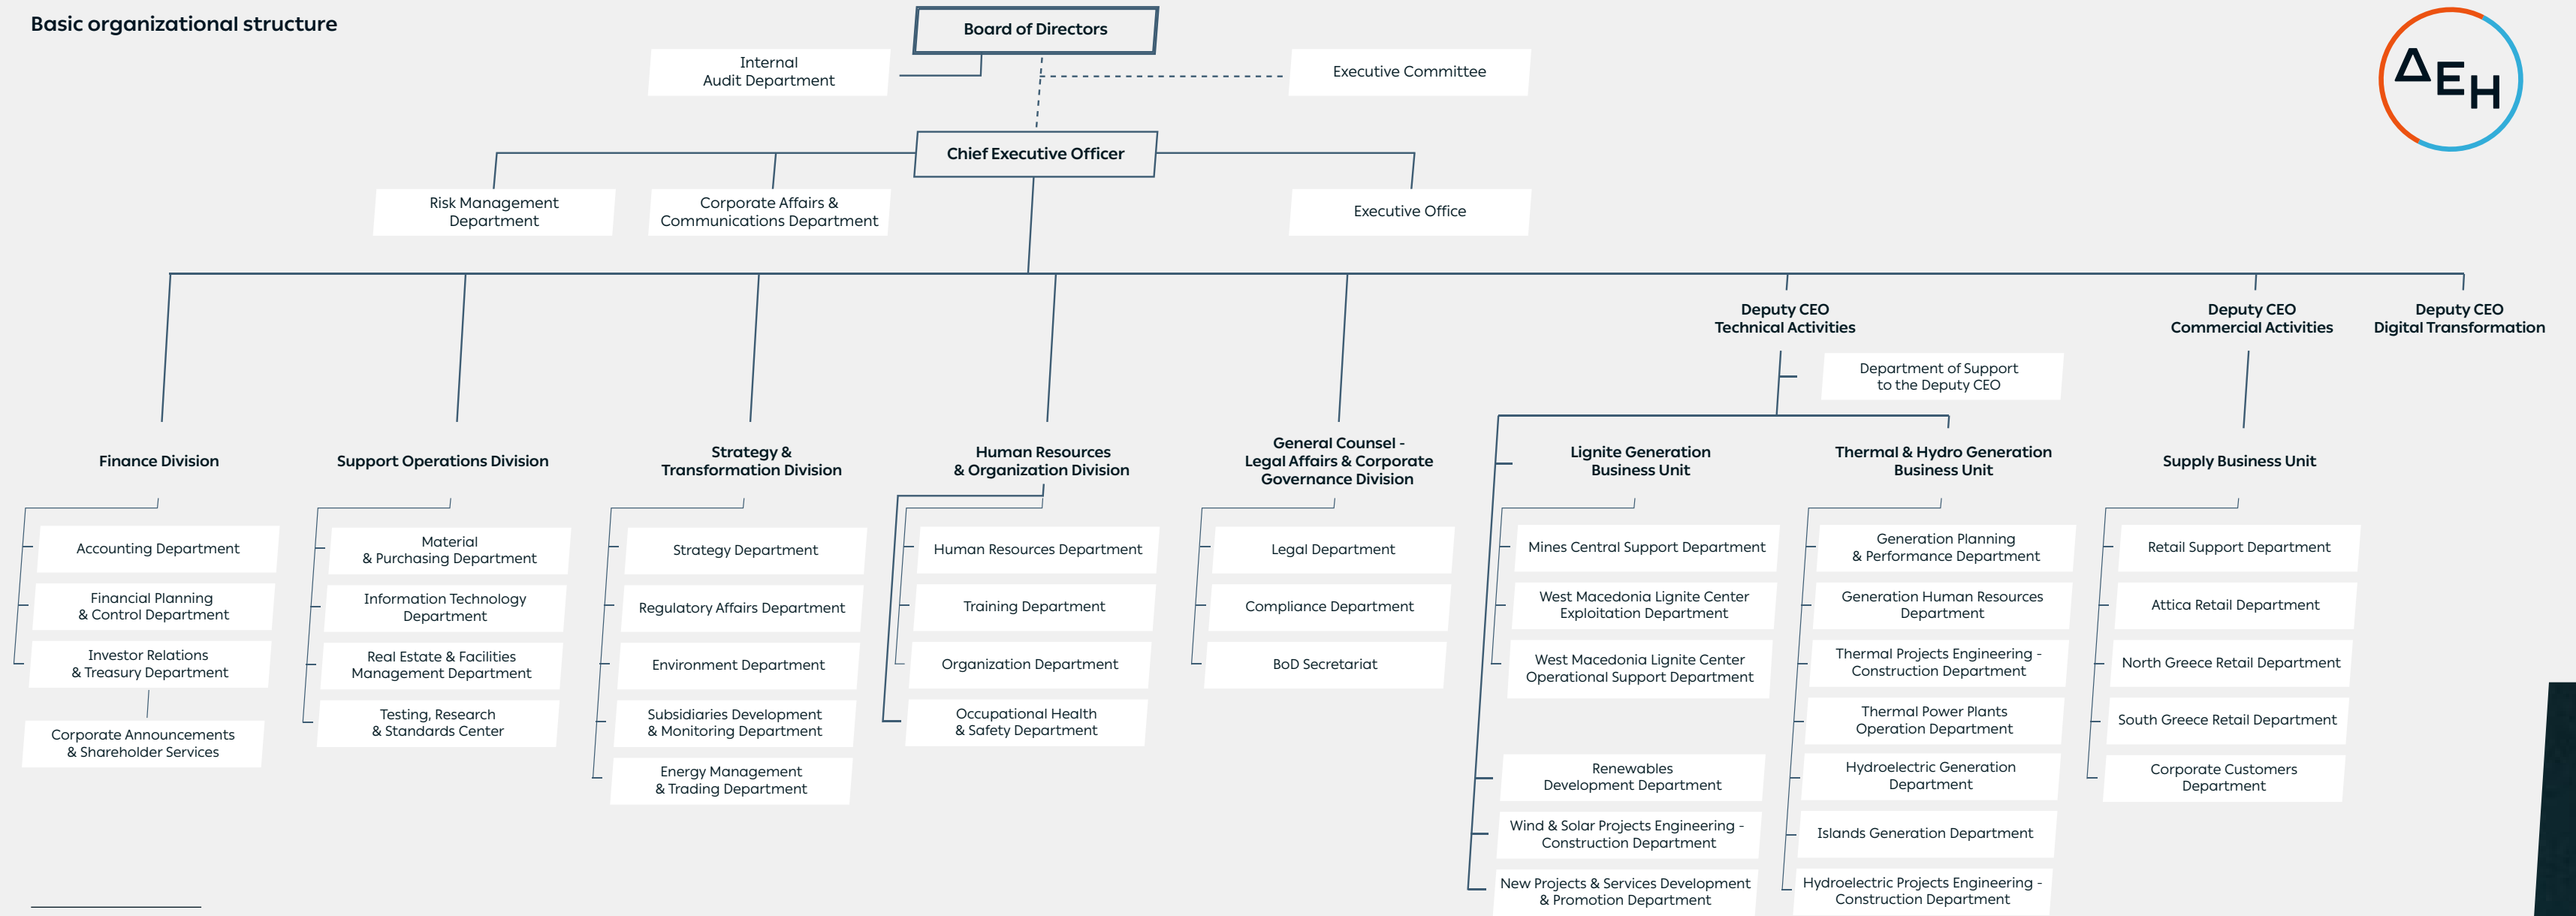 Basic organizational structure
Board of Directors
Internal
Audit Department
Executive Committee
ΔΕΗ
Chief Executive Officer
Risk Management
Department
Corporate Affairs &
Communications Department
Executive Office
Deputy CEO
Technical Activities
Deputy CEO
Commercial Activities
Deputy CEO
Digital Transformation
Department of Support
to the Deputy CEO
Finance Division
Accounting Department
Financial Planning
& Control Department
Investor Relations
& Treasury Department
Corporate Announcements
& Shareholder Services
Support Operations Division
Material
& Purchasing Department
Information Technology
Department
Real Estate & Facilities
Management Department
Testing, Research
& Standards Center
Strategy &
Transformation Division
Strategy Department
Regulatory Affairs Department
Environment Department
Subsidiaries Development
& Monitoring Department
Energy Management
& Trading Department
Human Resources
& Organization Division
Human Resources Department
Training Department
Organization Department
Occupational Health
& Safety Department
General Counsel -
Legal Affairs & Corporate
Governance Division
Legal Department
Compliance Department
BoD Secretariat
Lignite Generation
Business Unit
Mines Central Support Department
West Macedonia Lignite Center
Exploitation Department
West Macedonia Lignite Center
Operational Support Department
Renewables
Development Department
Wind & Solar Projects Engineering -
Construction Department
New Projects & Services Development
& Promotion Department
Thermal & Hydro Generation
Business Unit
Generation Planning
& Performance Department
Generation Human Resources
Department
Thermal Projects Engineering -
Construction Department
Thermal Power Plants
Operation Department
Hydroelectric Generation
Department
Islands Generation Department
Hydroelectric Projects Engineering -
Construction Department
Supply Business Unit
Retail Support Department
Attica Retail Department
North Greece Retail Department
South Greece Retail Department
Corporate Customers
Department